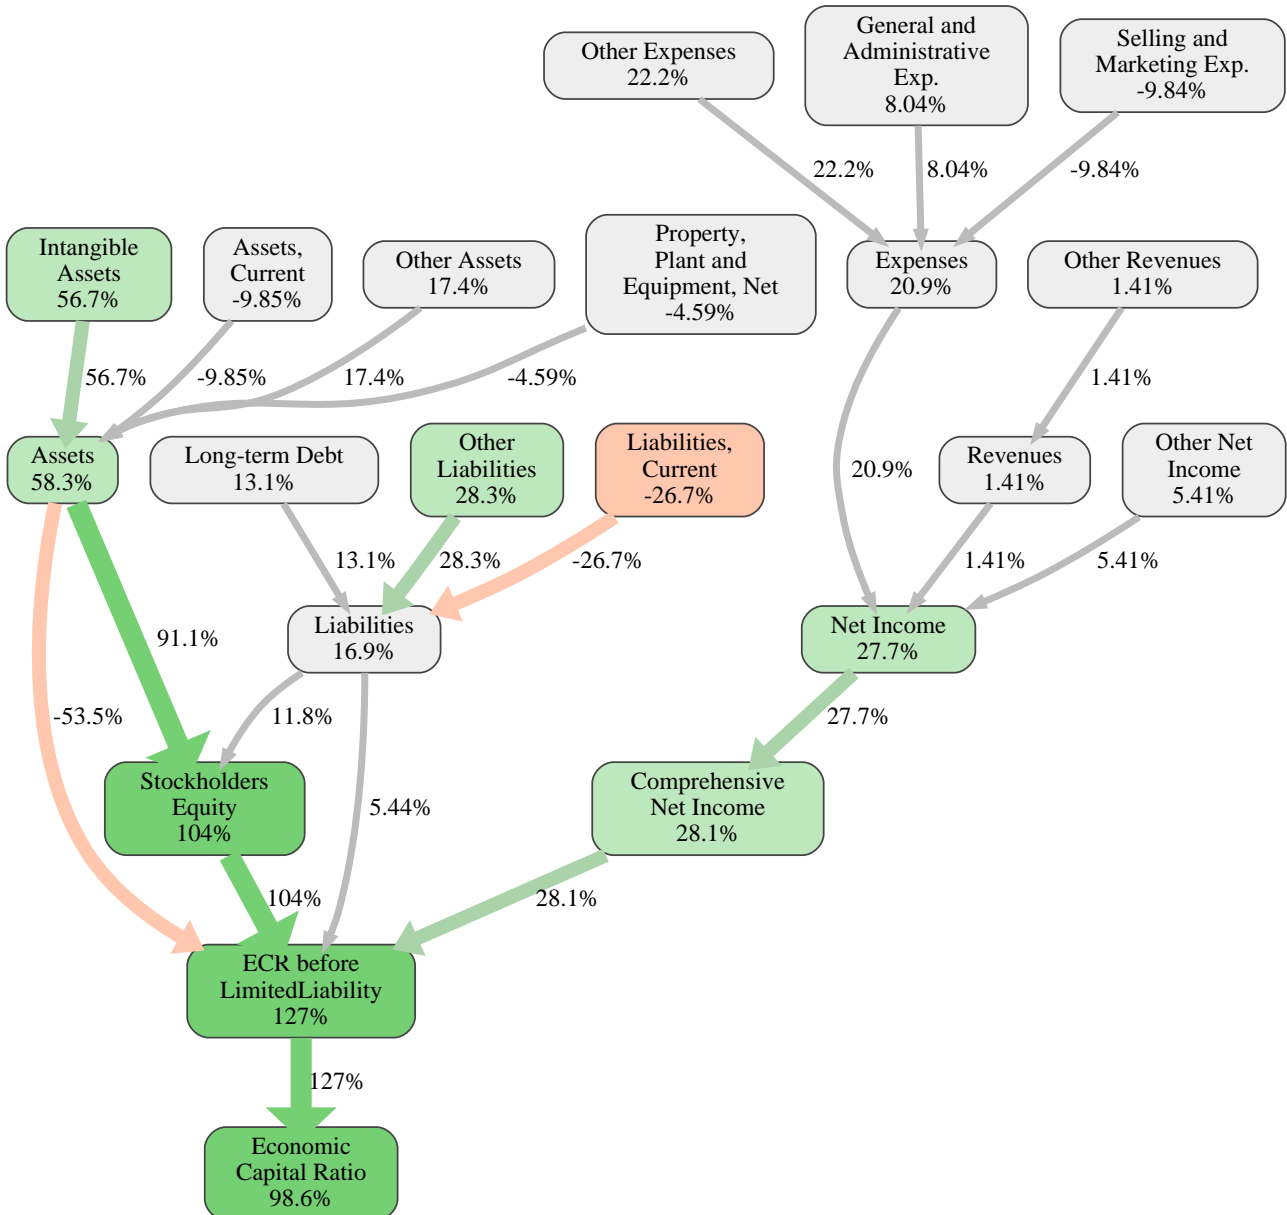 Other Expenses
22.2%
General and
Administrative
Exp.
8.04%
Selling and
Marketing Exp.
-9.84%
22.2%
8.04%
-9.84%
Intangible
Assets
56.7%
Assets,
Current
-9.85%
Other Assets
17.4%
Property,
Plant and
Equipment, Net
-4.59%
Expenses
20.9%
Other Revenues
1.41%
56.7%
-9.85%
17.4%
-4.59%
1.41%
Assets
58.3%
Long-term Debt
13.1%
Other
Liabilities
28.3%
Liabilities,
Current
-26.7%
20.9%
Revenues
1.41%
Other Net
Income
5.41%
13.1%
28.3%
-26.7%
1.41%
5.41%
91.1%
Liabilities
16.9%
Net Income
27.7%
-53.5%
11.8%
27.7%
Stockholders
Equity
104%
5.44%
Comprehensive
Net Income
28.1%
104%
28.1%
ECR before
LimitedLiability
127%
127%
Economic
Capital Ratio
98.6%